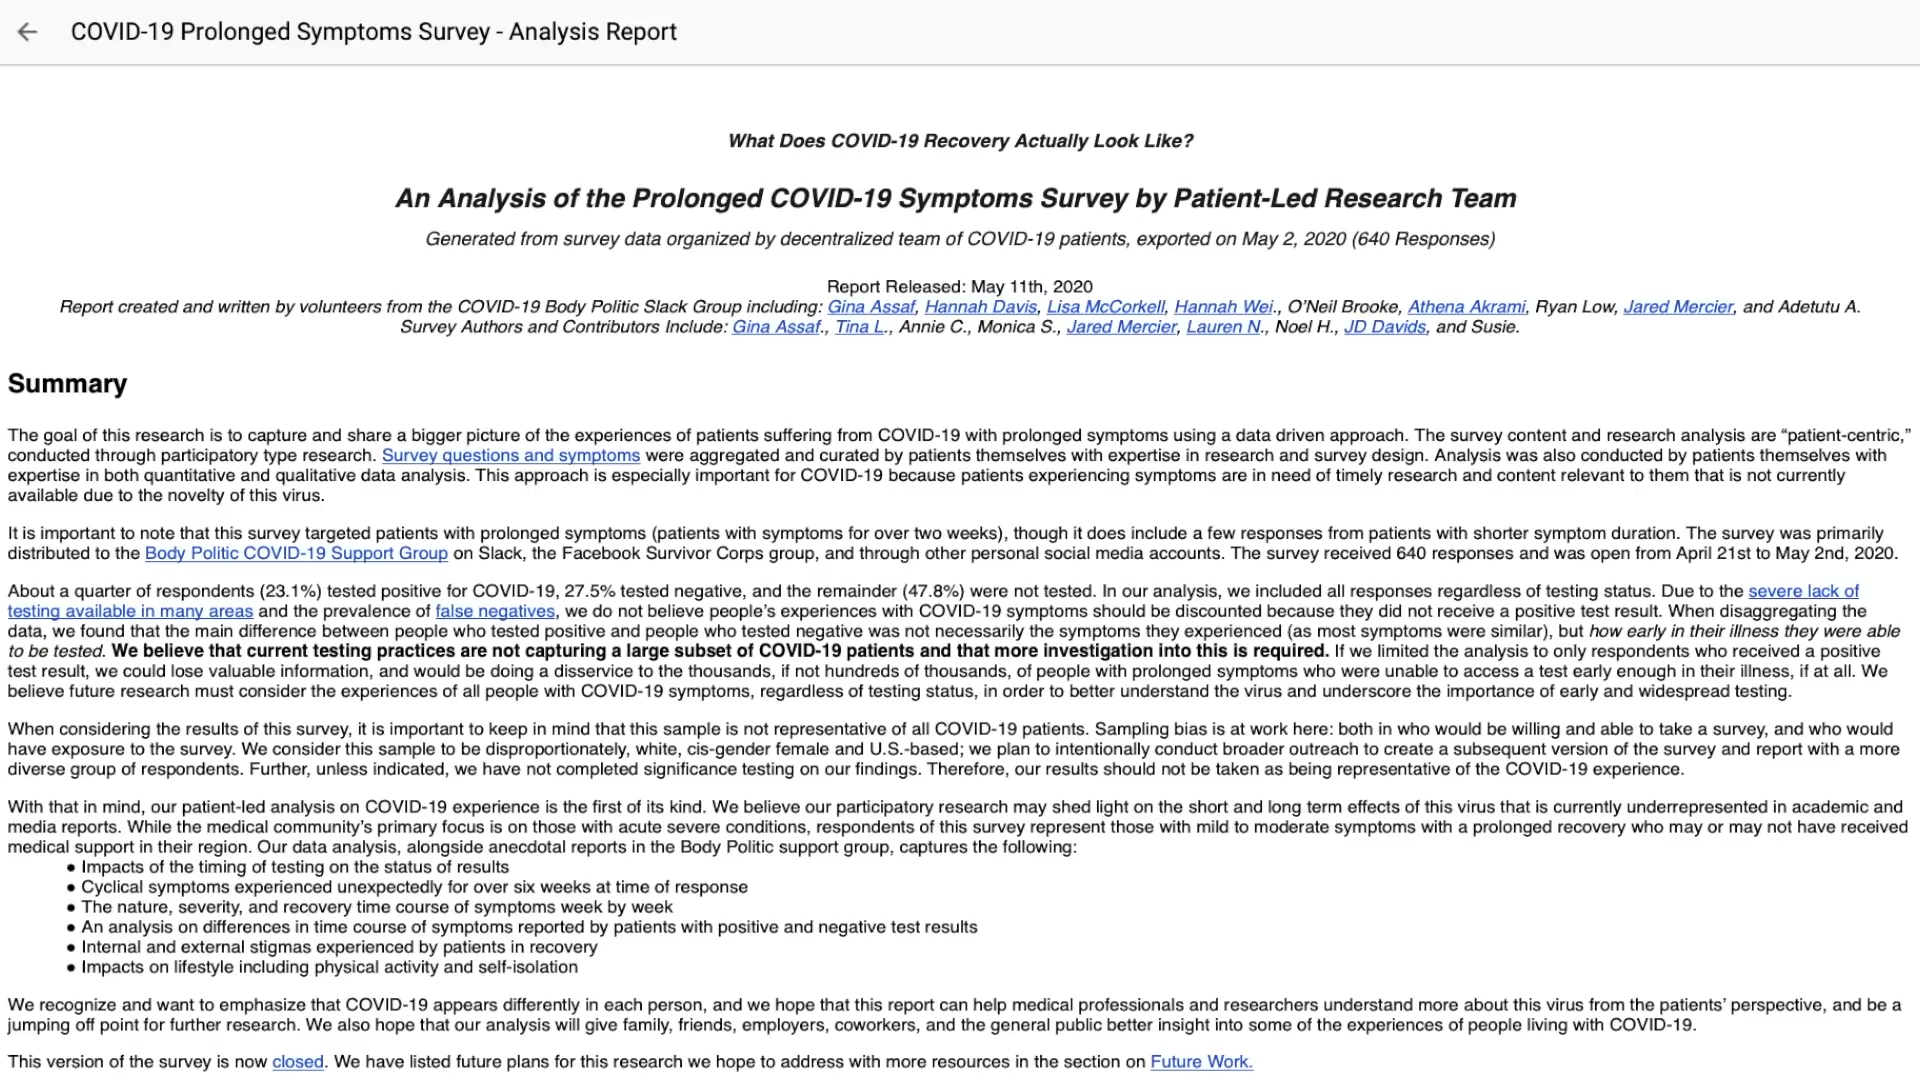 COVID-19 Prolonged Symptoms Survey - Analysis Report
What Does COVID-19 Recovery Actually Look Like?
An Analysis of the Prolonged COVID-19 Symptoms Survey by Patient-Led Research Team
Generated from survey data organized by decentralized team of COVID-19 patients, exported on May 2, 2020 (640 Responses)
Report Released: May 11th, 2020
Report created and written by volunteers from the COVID-19 Body Politic Slack Group including: Gina Assaf, Hannah Davis, Lisa McCorkell, Hannah Wei., O'Neil Brooke, Athena Akrami, Ryan Low, Jared Mercier, and Adetutu A.
Survey Authors and Contributors Include: Gina Assaf., Tina L., Annie C., Monica S., Jared Mercier, Lauren N., Noel H., JD Davids, and Susie.
Summary
The goal of this research is to capture and share a bigger picture of the experiences of patients suffering from COVID-19 with prolonged symptoms using a data driven approach. The survey content and research analysis are “patient-centric,”
conducted through participatory type research. Survey questions and symptoms were aggregated and curated by patients themselves with expertise in research and survey design. Analysis was also conducted by patients themselves with
expertise in both quantitative and qualitative data analysis. This approach is especially important for COVID-19 because patients experiencing symptoms are in need of timely research and content relevant to them that is not currently
available due to the novelty of this virus.
It is important to note that this survey targeted patients with prolonged symptoms (patients with symptoms for over two weeks), though it does include a few responses from patients with shorter symptom duration. The survey was primarily
distributed to the Body Politic COVID-19 Support Group on Slack, the Facebook Survivor Corps group, and through other personal social media accounts. The survey received 640 responses and was open from April 21st to May 2nd, 2020.
About a quarter of respondents (23.1%) tested positive for COVID-19, 27.5% tested negative, and the remainder (47.8%) were not tested. In our analysis, we included all responses regardless of testing status. Due to the severe lack of
testing available in many areas and the prevalence of false negatives, we do not believe people's experiences with COVID-19 symptoms should be discounted because they did not receive a positive test result. When disaggregating the
data, we found that the main difference between people who tested positive and people who tested negative was not necessarily the symptoms they experienced (as most symptoms were similar), but how early in their illness they were able
to be tested. We believe that current testing practices are not capturing a large subset of COVID-19 patients and that more investigation into this is required. If we limited the analysis to only respondents who received a positive
test result, we could lose valuable information, and would be doing a disservice to the thousands, if not hundreds of thousands, of people with prolonged symptoms who were unable to access a test early enough in their illness, if at all. We
believe future research must consider the experiences of all people with COVID-19 symptoms, regardless of testing status, in order to better understand the virus and underscore the importance of early and widespread testing.
When considering the results of this survey, it is important to keep in mind that this sample is not representative of all COVID-19 patients. Sampling bias is at work here: both in who would be willing and able to take a survey, and who would
have exposure to the survey. We consider this sample to be disproportionately, white, cis-gender female and U.S.-based; we plan to intentionally conduct broader outreach to create a subsequent version of the survey and report with a more
diverse group of respondents. Further, unless indicated, we have not completed significance testing on our findings. Therefore, our results should not be taken as being representative of the COVID-19 experience.
With that in mind, our patient-led analysis on COVID-19 experience is the first of its kind. We believe our participatory research may shed light on the short and long term effects of this virus that is currently underrepresented in academic and
media reports. While the medical community's primary focus is on those with acute severe conditions, respondents of this survey represent those with mild to moderate symptoms with a prolonged recovery who may or may not have received
medical support in their region. Our data analysis, alongside anecdotal reports in the Body Politic support group, captures the following:
● Impacts of the timing of testing on the status of results
● Cyclical symptoms experienced unexpectedly for over six weeks at time of response
● The nature, severity, and recovery time course of symptoms week by week
● An analysis on differences in time course of symptoms reported by patients with positive and negative test results
● Internal and external stigmas experienced by patients in recovery
● Impacts on lifestyle including physical activity and self-isolation
We recognize and want to emphasize that COVID-19 appears differently in each person, and we hope that this report can help medical professionals and researchers understand more about this virus from the patients' perspective, and be a
jumping off point for further research. We also hope that our analysis will give family, friends, employers, coworkers, and the general public better insight into some of the experiences of people living with COVID-19.
This version of the survey is now closed. We have listed future plans for this research we hope to address with more resources in the section on Future Work.